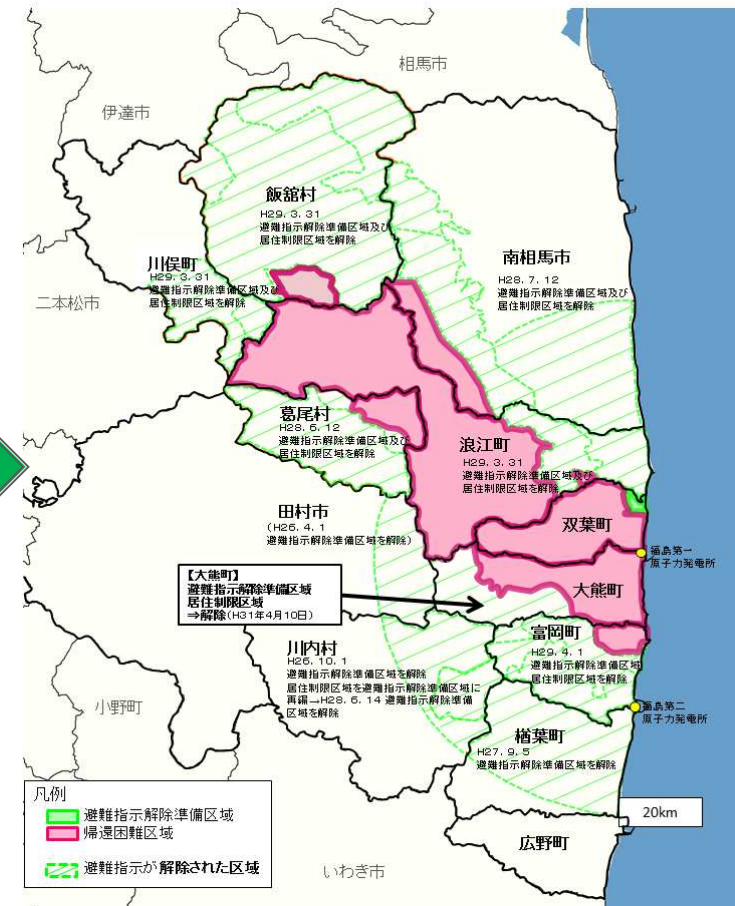 相馬市
伊達市
飯舘村
H29.3.31
避難指示解除準備区域及び
居住制限区域を解除
南相馬市
H28.7.12
避難指示解除準備区域及び
居住制限区域を解除
川俣町
H29.3.31
避難指示解除準備区域及び
居住制限区域を解除
二本松市
葛尾村
H28.6.12
避難指示解除準備区域及び
居住制限区域を解除
浪江町
H29.3.31
避難指示解除準備区域及び
居住制限区域を解除
田村市
(H26.4.1
避難指示解除準備区域を解除)
双葉町
福島第一
原子力発電所
【大熊町】
避難指示解除準備区域
居住制限区域
⇒解除(H31年4月10日)
大熊町
富岡町
H29.4.1
避難指示解除準備区域
居住制限区域を解除
川内村
H26.10.1
避難指示解除準備区域を解除
居住制限区域を避難指示解除準備区域に
再編→H28.6.14 避難指示解除準備
区域を解除
小野町
福島第二
原子力発電所
楢葉町
H27.9.5
避難指示解除準備区域を解除
20km
広野町
いわき市
凡例
避難指示解除準備区域
帰還困難区域
避難指示が解除された区域